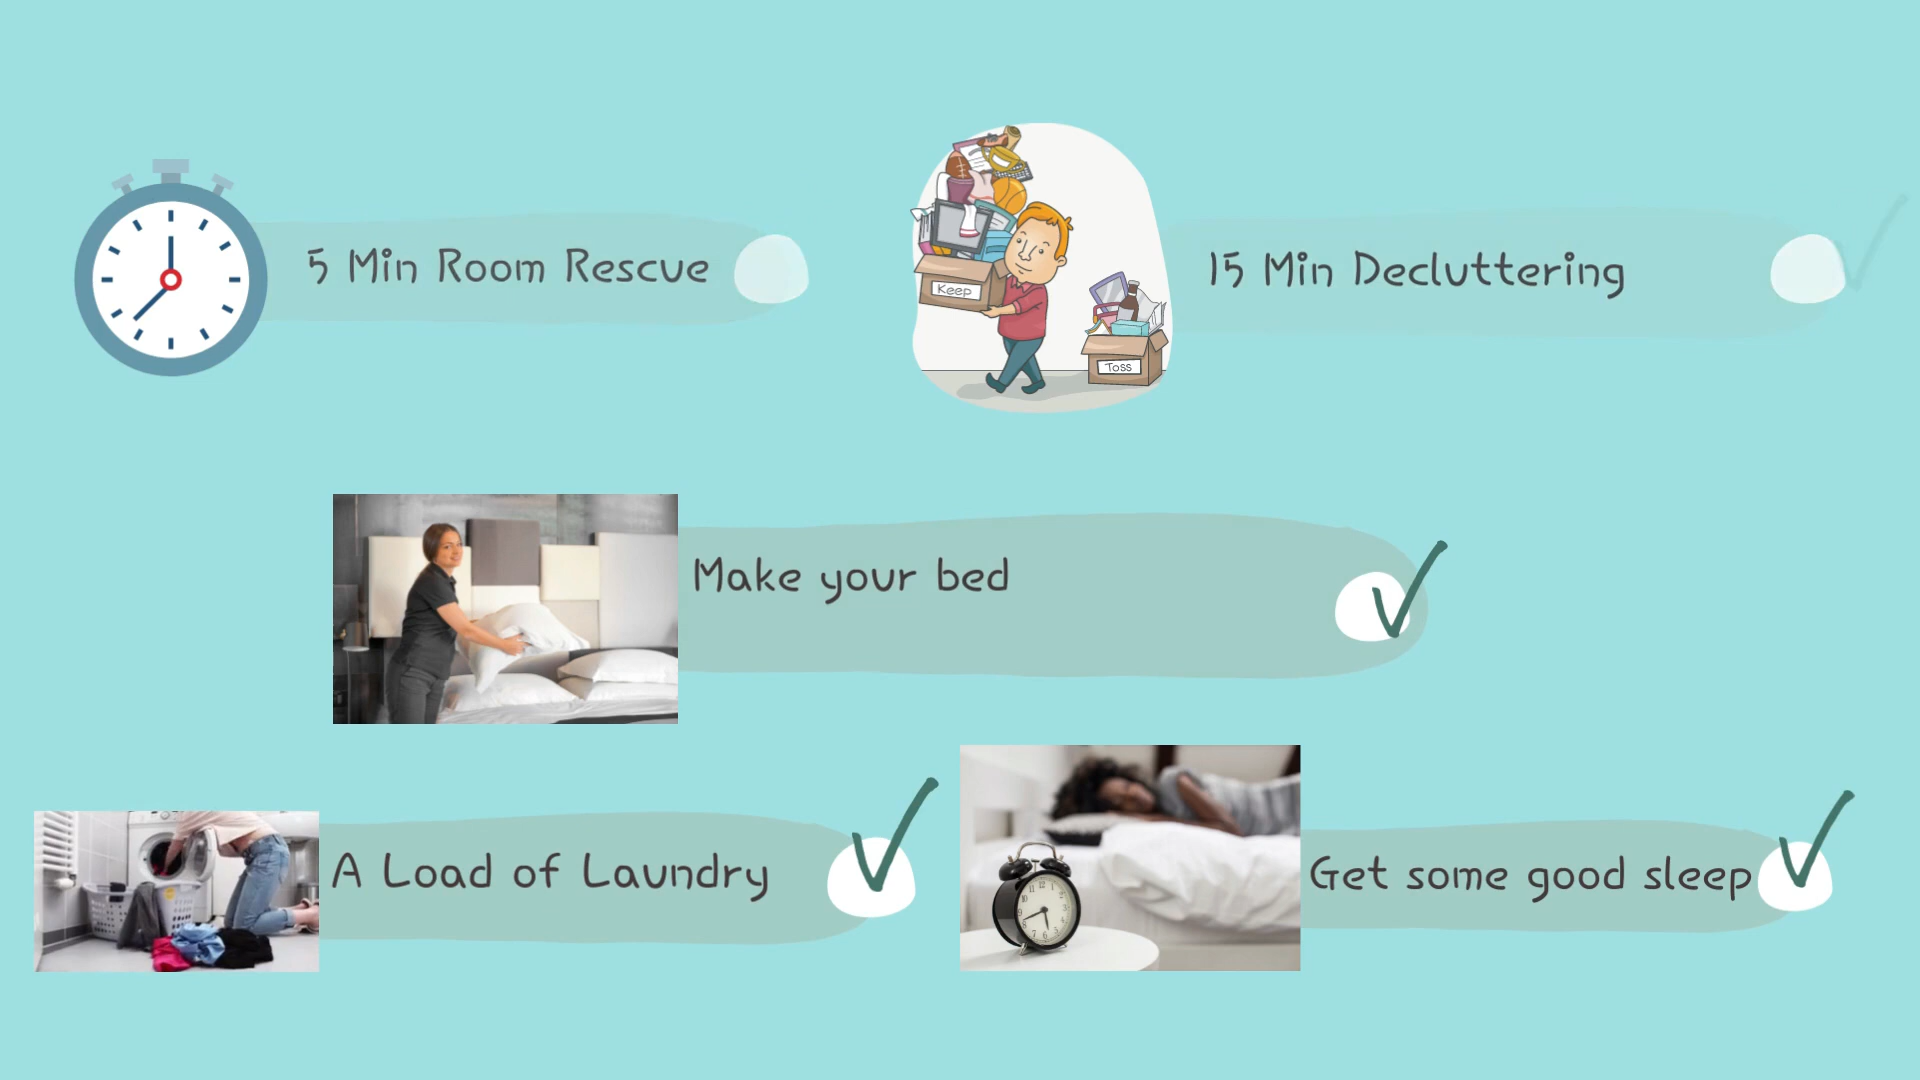 5 Min Room Rescue
Keep
Toss
15 Min Decluttering
Make your bed
A Load of Laundry
Get some good sleep